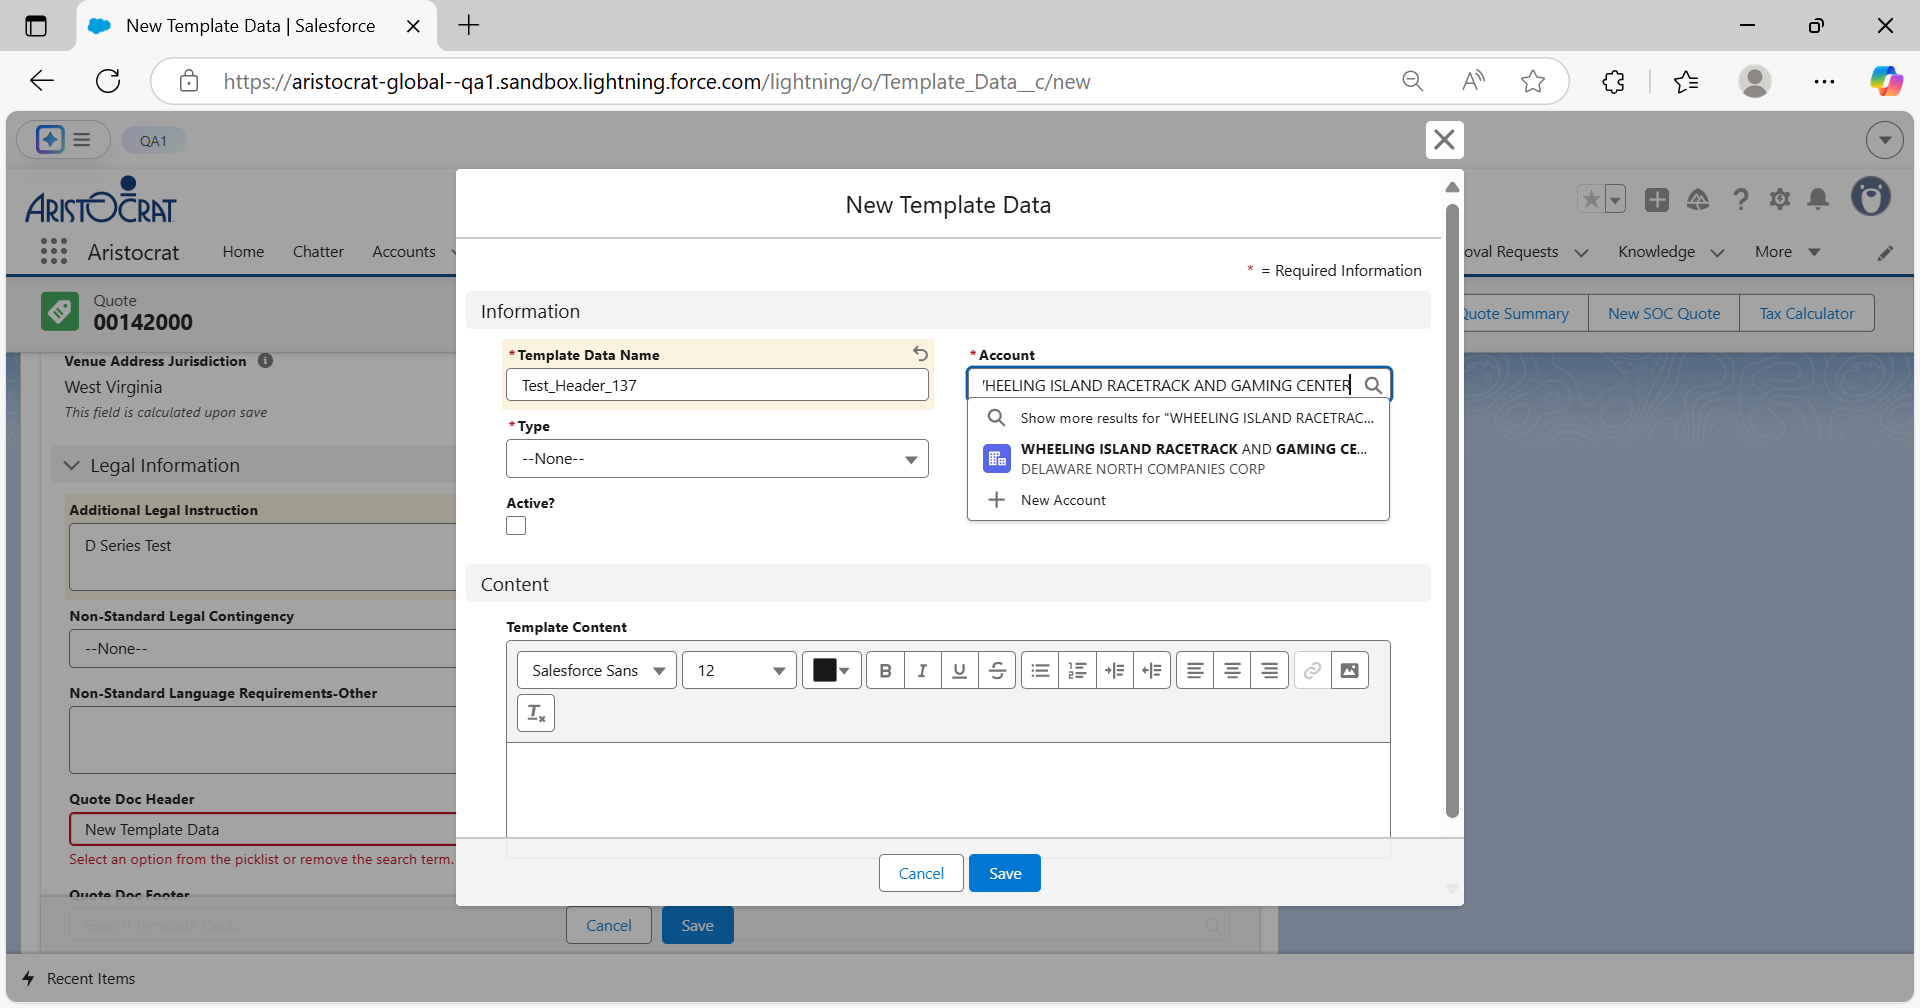 New Template Data | Salesforce
https://aristocrat-global--qa1.sandbox.lightning.force.com/lightning/o/Template_Data__c/new
QA1
ARISTOCRAT
Aristocrat
Home
Chatter
Accounts
oval Requests
Knowledge
More
Quote
00142000
Quote Summary
New SOC Quote
Tax Calculator
Venue Address Jurisdiction
West Virginia
This field is calculated upon save
Legal Information
Additional Legal Instruction
D Series Test
Non-Standard Legal Contingency
--None--
Non-Standard Language Requirements-Other
Quote Doc Header
New Template Data
Select an option from the picklist or remove the search term.
Quote Doc Footer
Search Template Data...
Cancel
Save
Recent Items
New Template Data
* = Required Information
Information
*Template Data Name
Test_Header_137
*Account
HEELING ISLAND RACETRACK AND GAMING CENTER
Show more results for "WHEELING ISLAND RACETRAC...
WHEELING ISLAND RACETRACK AND GAMING CE...
DELAWARE NORTH COMPANIES CORP
New Account
*Type
--None--
Active?
Content
Template Content
Salesforce Sans
12
Cancel
Save